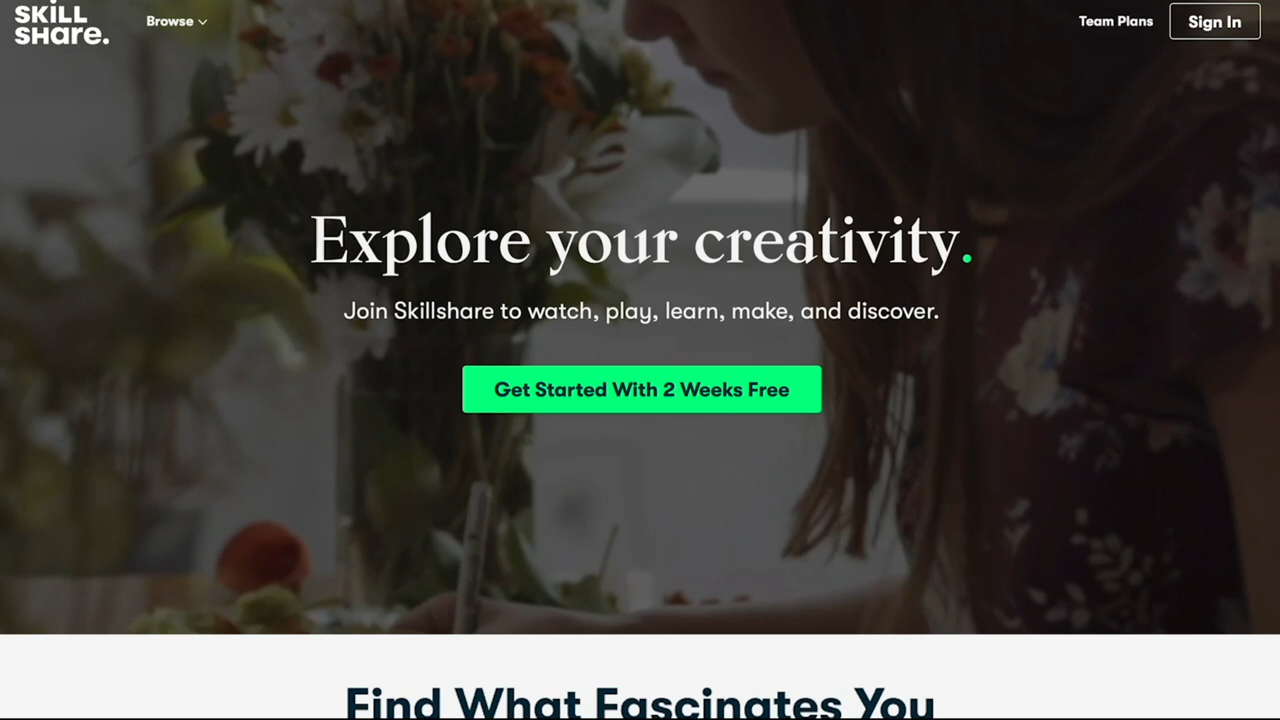 SKiLL
SHare.
Browse
Team Plans
Sign In
Explore your creativity.
Join Skillshare to watch, play, learn, make, and discover.
Get Started With 2 Weeks Free
Find What Fascinates You